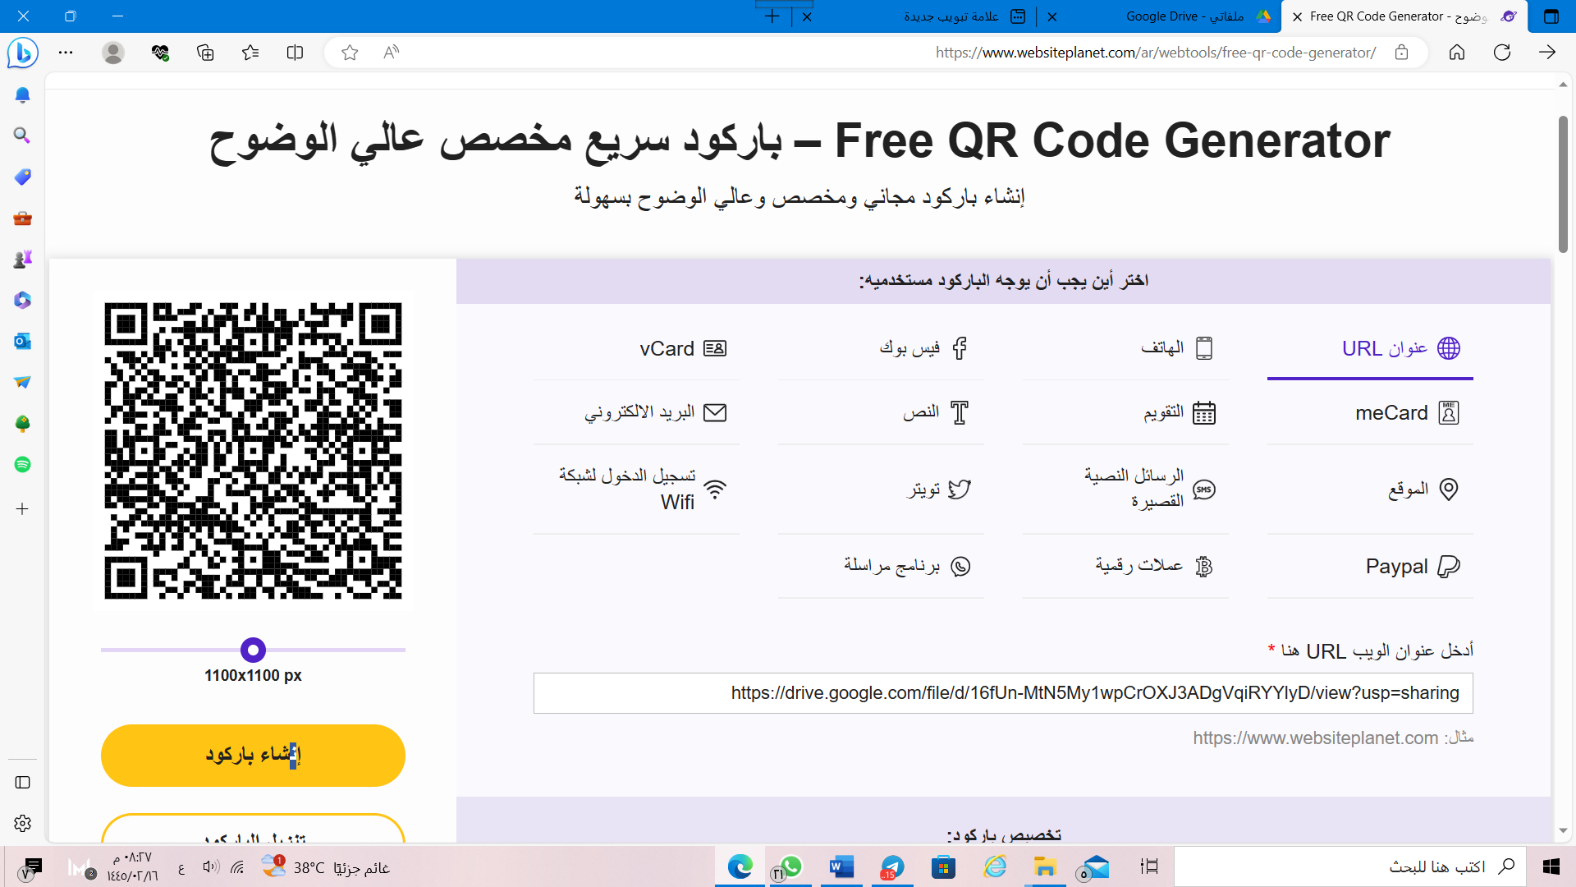 Free QR Code Generator - وضوح
ملفاتي - Google Drive
علامة تبويب جديدة
https://www.websiteplanet.com/ar/webtools/free-qr-code-generator/
Free QR Code Generator – باركود سريع مخصص عالي الوضوح
إنشاء باركود مجاني ومخصص وعالي الوضوح بسهولة
اختر أين يجب أن يوجه الباركود مستخدميه:
عنوان URL
الهاتف
فيس بوك
vCard
meCard
التقويم
النص
البريد الالكتروني
الموقع
الرسائل النصية القصيرة
تويتر
تسجيل الدخول لشبكة Wifi
Paypal
عملات رقمية
برنامج مراسلة
أدخل عنوان الويب URL هنا *
https://drive.google.com/file/d/16fUn-MtN5My1wpCrOXJ3ADgVqiRYYlyD/view?usp=sharing
مثال: https://www.websiteplanet.com
تخصيص باركود:
1100x1100 px
إنشاء باركود
تنزيل الباركود
اكتب هنا للبحث
38°C غائم جزئيًا
ع
٠٨:٢٧ م
١٤٤٥/٠٢/١٦